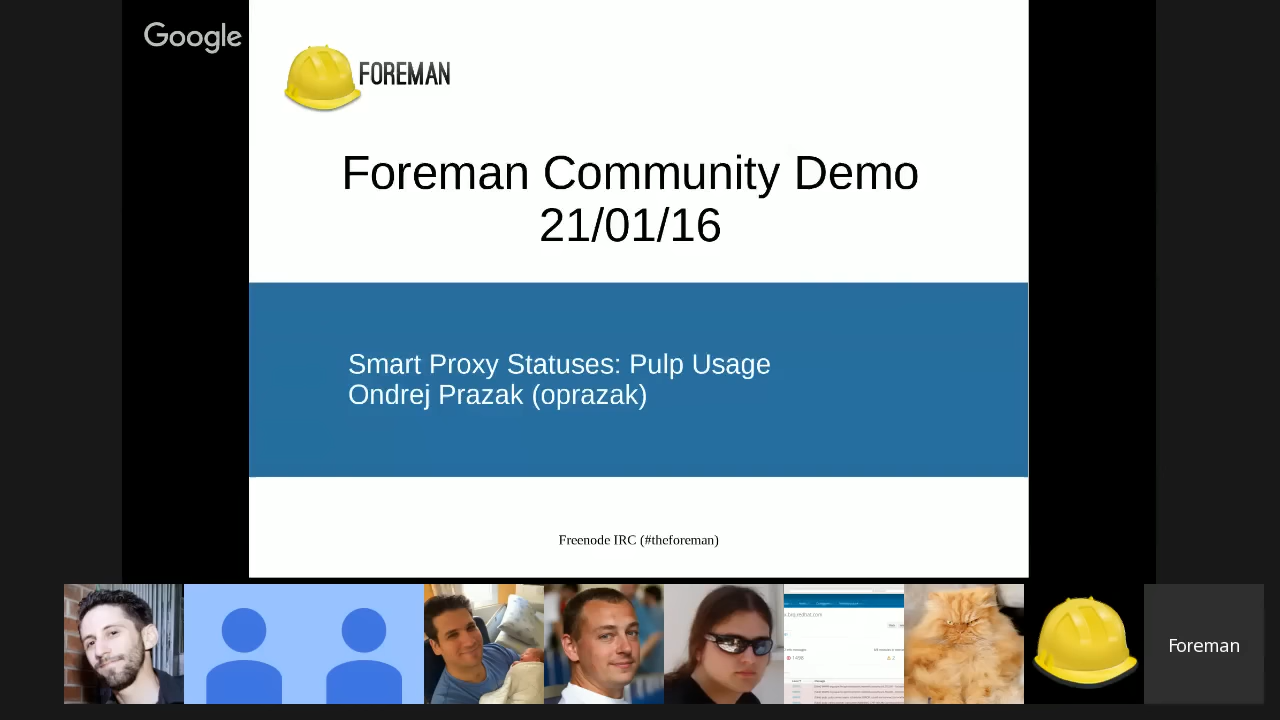 Google
FOREMAN
Foreman Community Demo
21/01/16
Smart Proxy Statuses: Pulp Usage
Ondrej Prazak (oprazak)
Freenode IRC (#theforeman)
Foreman